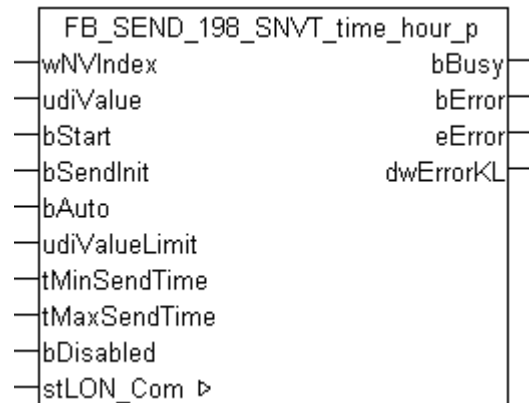 FB_SEND_198_SNVT_time_hour_p
wNVIndex bBusy
udiValue bError
bStart eError
bSendInit dwErrorKL
bAuto
udiValueLimit
tMinSendTime
tMaxSendTime
bDisabled
stLON_Com ▷